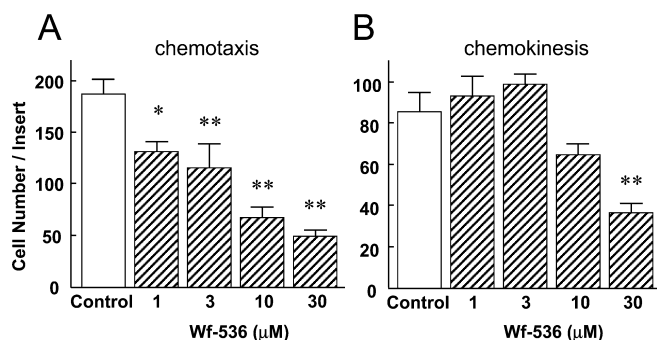 A
chemotaxis
Cell Number / Insert
200
150
100
50
0
*
**
**
**
Control 1 3 10 30
Wf-536 (μM)
B
chemokinesis
100
80
60
40
20
0
**
Control 1 3 10 30
Wf-536 (μM)